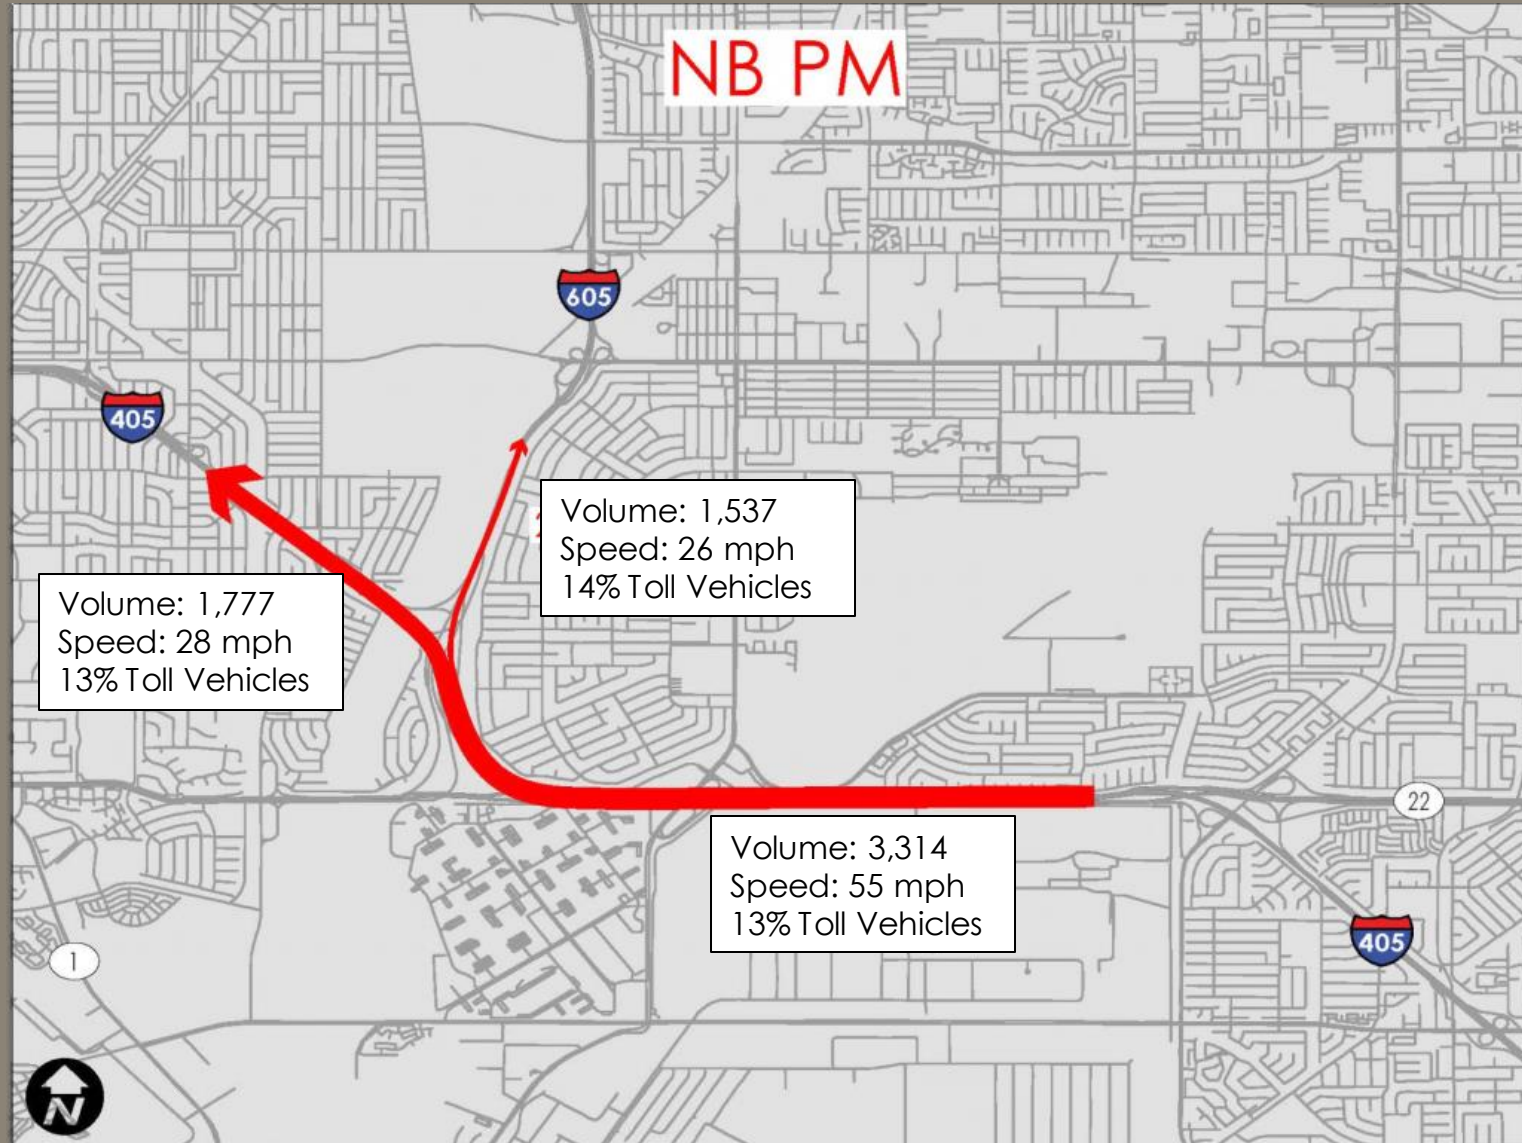 NB PM
605
405
Volume: 1,537
Speed: 26 mph
14% Toll Vehicles
Volume: 1,777
Speed: 28 mph
13% Toll Vehicles
22
Volume: 3,314
Speed: 55 mph
13% Toll Vehicles
405
1
N